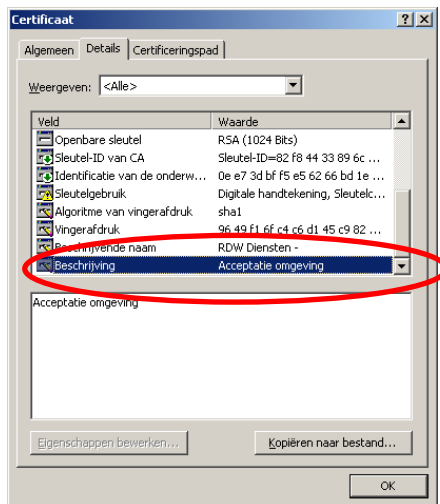 Certificaat
Algemeen Details Certificeringspad
Weergeven: <Alle>
Veld Waarde
Openbare sleutel RSA (1024 Bits)
Sleutel-ID van CA Sleutel-ID=82 f8 44 33 89 6c ...
Identificatie van de onderw... 0e e7 3d bf f5 e5 62 66 bd 1e ...
Sleutelgebruik Digitale handtekening, Sleutelc...
Algoritme van vingerafdruk sha1
Vingerafdruk 96 49 f1 6f c4 c6 d1 45 c9 82 ...
Beschrijvende naam RDW Diensten -
Beschrijving Acceptatie omgeving
Acceptatie omgeving
Eigenschappen bewerken... Kopiëren naar bestand...
OK